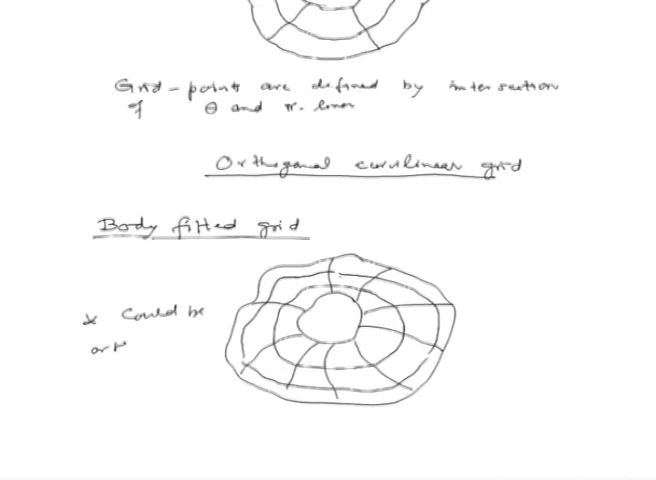 Grid-points are defined by intersection
of θ and r. lines
Orthogonal curvilinear grid
Body fitted grid
* Could be
ort